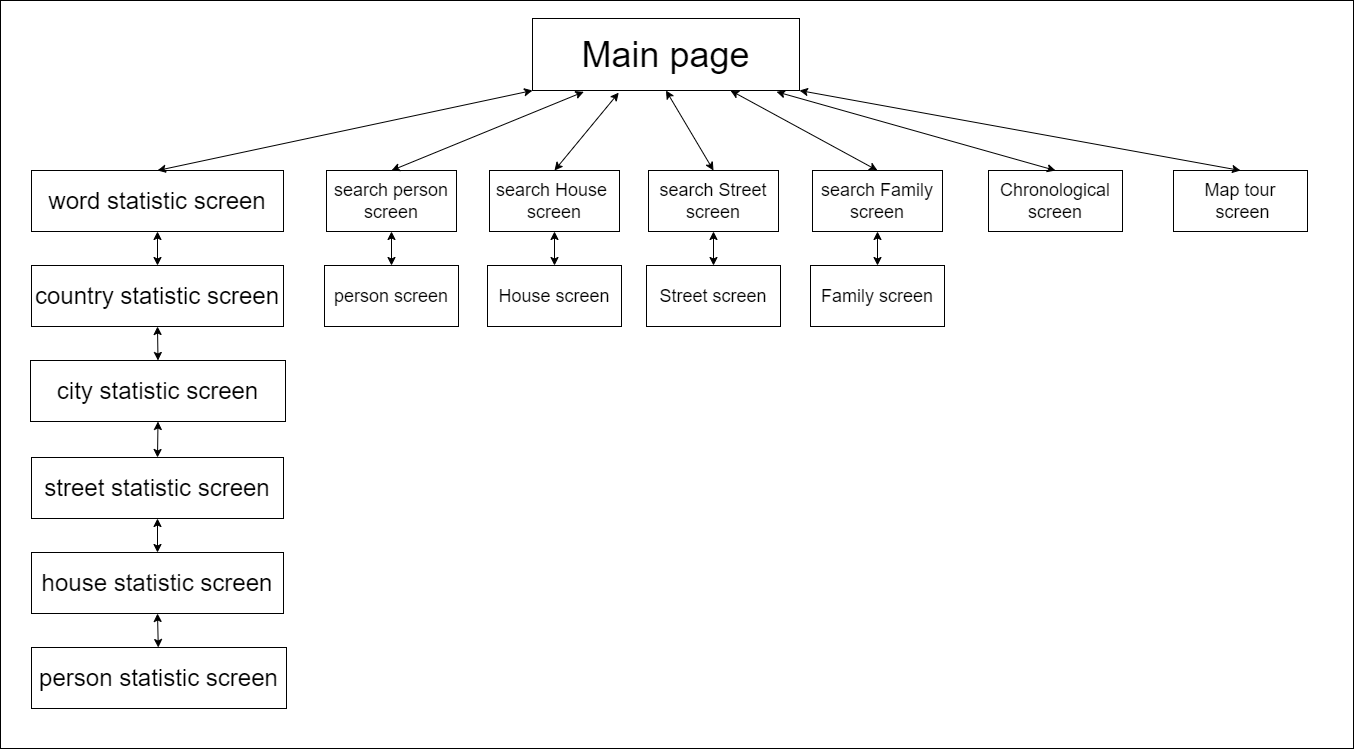 Main page
word statistic screen
search person
screen
search House
screen
search Street
screen
search Family
screen
Chronological
screen
Map tour
screen
country statistic screen
person screen
House screen
Street screen
Family screen
city statistic screen
street statistic screen
house statistic screen
person statistic screen